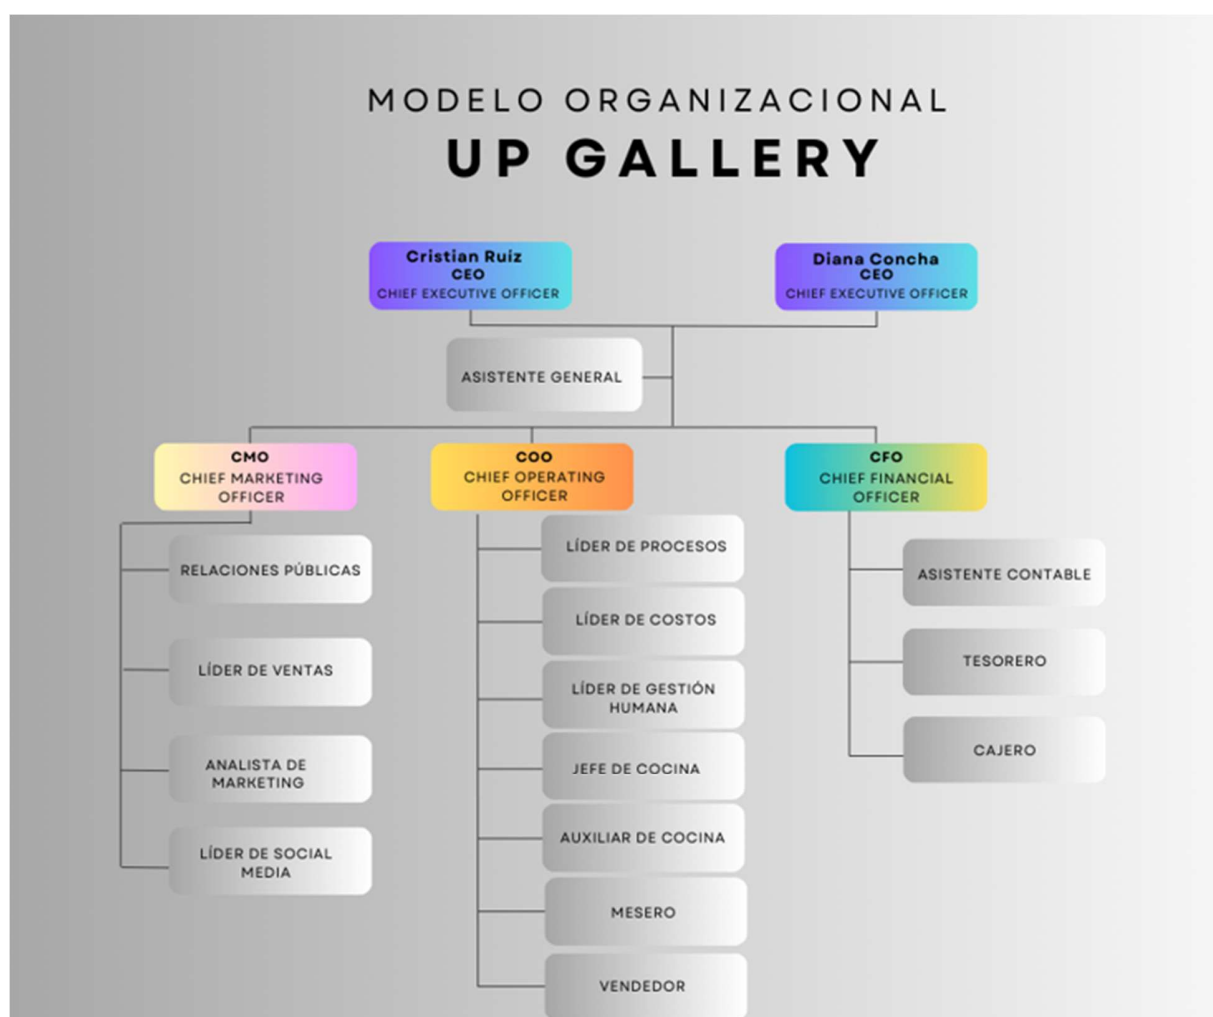 MODELO ORGANIZACIONAL
UP GALLERY
Cristian Ruiz
CEO
CHIEF EXECUTIVE OFFICER
Diana Concha
CEO
CHIEF EXECUTIVE OFFICER
ASISTENTE GENERAL
CMO
CHIEF MARKETING
OFFICER
RELACIONES PÚBLICAS
LÍDER DE VENTAS
ANALISTA DE
MARKETING
LÍDER DE SOCIAL
MEDIA
COO
CHIEF OPERATING
OFFICER
LÍDER DE PROCESOS
LÍDER DE COSTOS
LÍDER DE GESTIÓN
HUMANA
JEFE DE COCINA
AUXILIAR DE COCINA
MESERO
VENDEDOR
CFO
CHIEF FINANCIAL
OFFICER
ASISTENTE CONTABLE
TESORERO
CAJERO